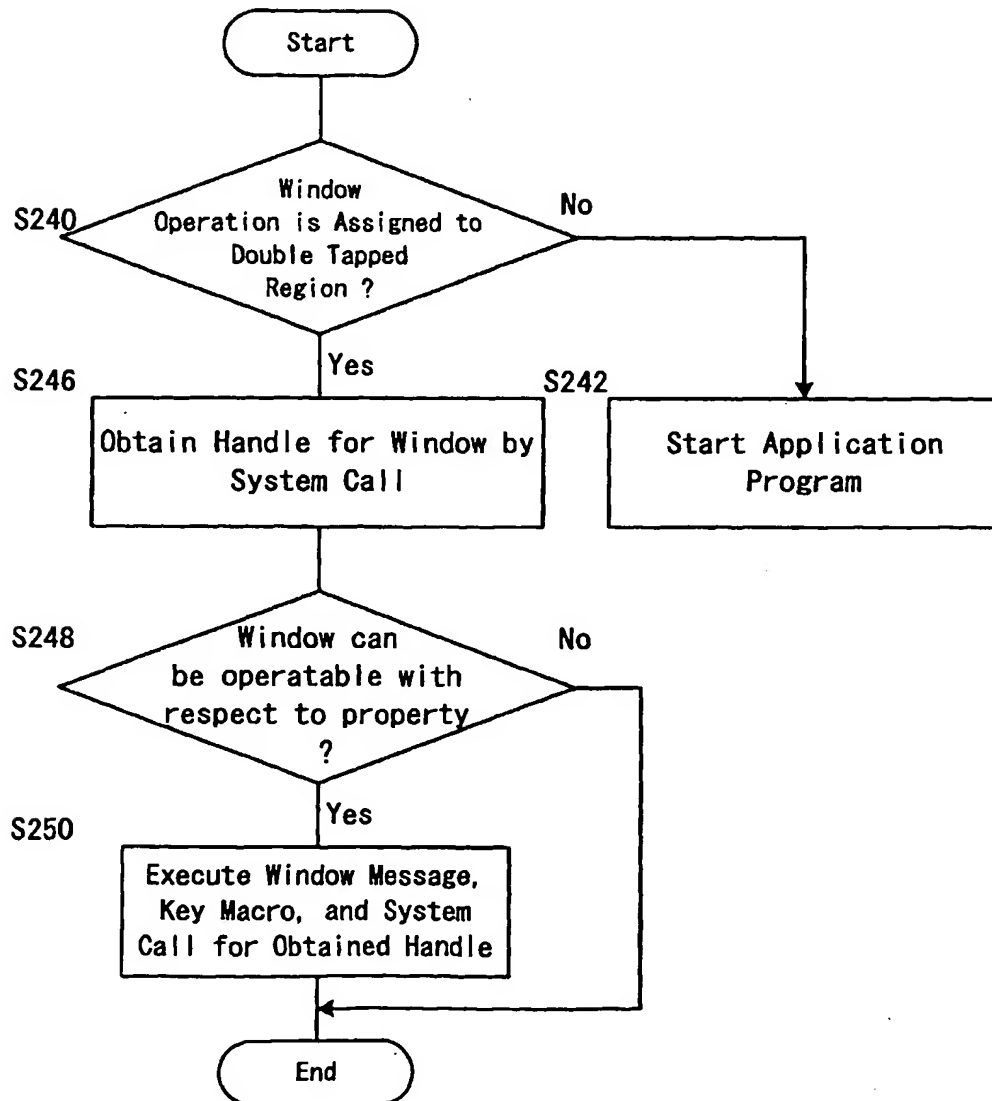 Start
Window
Operation is Assigned to
Double Tapped
Region ?
S240
No
Yes
S246
Obtain Handle for Window by
System Call
S242
Start Application
Program
S248
Window can
be operatable with
respect to property
?
No
Yes
S250
Execute Window Message,
Key Macro, and System
Call for Obtained Handle
End